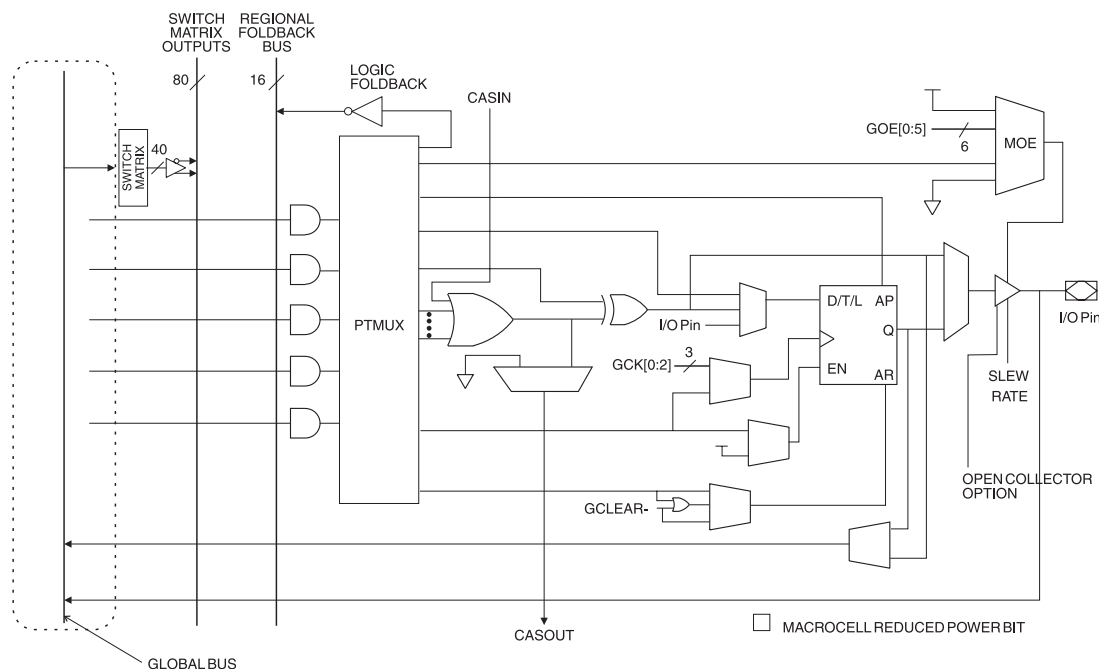 SWITCH
MATRIX
OUTPUTS
REGIONAL
FOLDBACK
BUS
80
16
LOGIC
FOLDBACK
CASIN
GOE[0:5]
6
MOE
SWITCH
MATRIX
40
PTMUX
D/T/L
AP
Q
EN
AR
I/O Pin
I/O Pin
GCK[0:2]
3
SLEW
RATE
OPEN COLLECTOR
OPTION
GCLEAR-
CASOUT
MACROCELL REDUCED POWER BIT
GLOBAL BUS